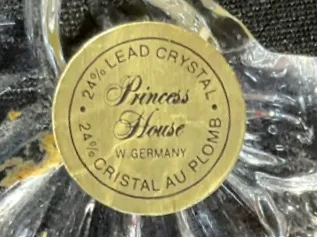 • 24% LEAD CRYSTAL •
Princess
House
W. GERMANY
24% CRISTAL AU PLOMB